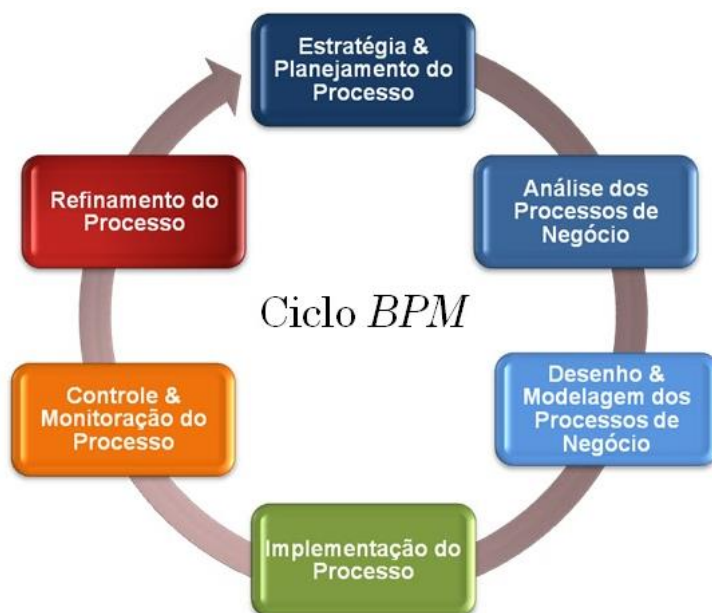 Estratégia &
Planejamento do
Processo
Análise dos
Processos de
Negócio
Desenho &
Modelagem dos
Processos de
Negócio
Implementação do
Processo
Controle &
Monitoração do
Processo
Refinamento do
Processo
Ciclo BPM